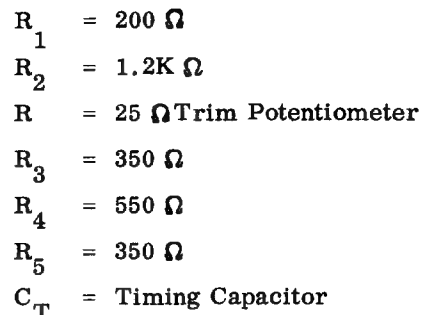 R1 = 200 Ω
R2 = 1.2K Ω
R = 25 Ω Trim Potentiometer
R3 = 350 Ω
R4 = 550 Ω
R5 = 350 Ω
CT = Timing Capacitor